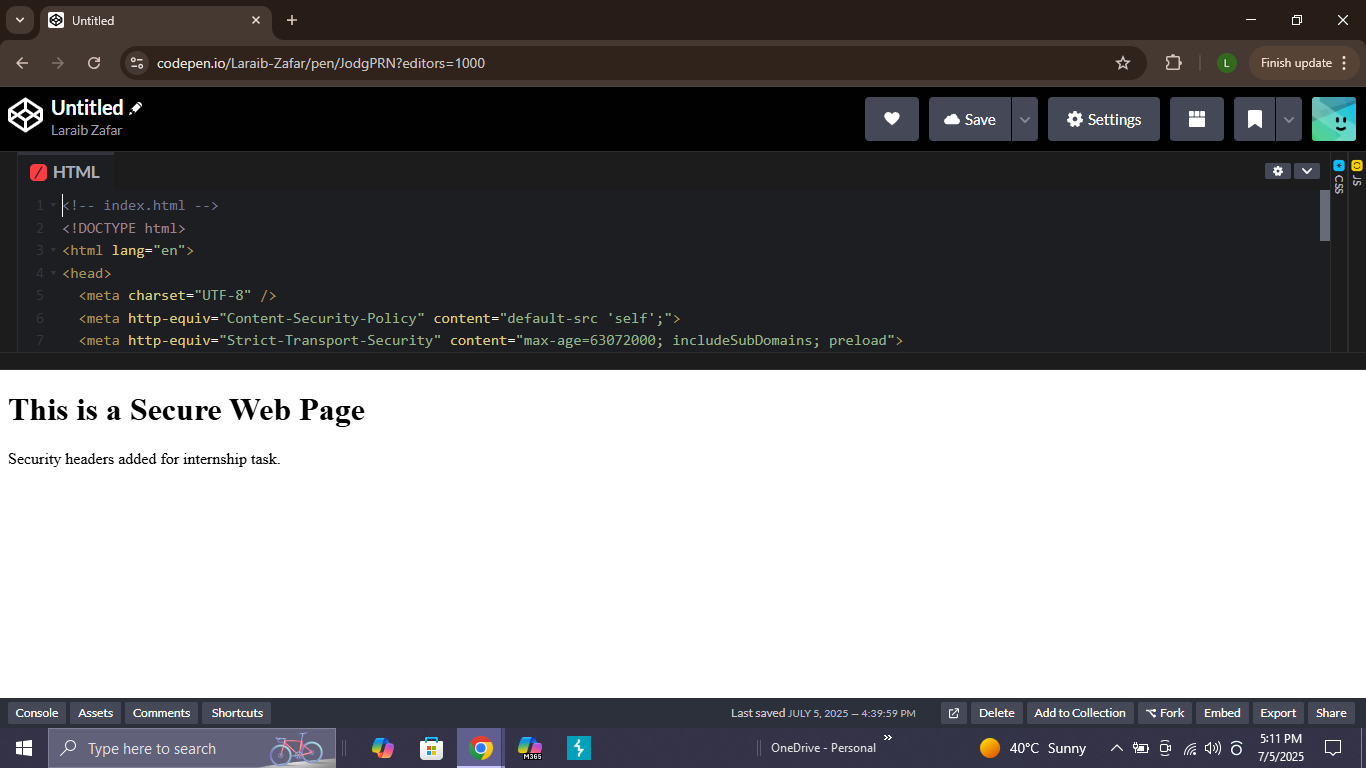 Untitled
codepen.io/Laraib-Zafar/pen/JodgPRN?editors=1000
L
Finish update
Untitled
Laraib Zafar
Save
Settings
HTML
CSS
JS
1 <!-- index.html -->
2 <!DOCTYPE html>
3 <html lang="en">
4 <head>
5 <meta charset="UTF-8" />
6 <meta http-equiv="Content-Security-Policy" content="default-src 'self';">
7 <meta http-equiv="Strict-Transport-Security" content="max-age=63072000; includeSubDomains; preload">
This is a Secure Web Page
Security headers added for internship task.
Console Assets Comments Shortcuts Last saved JULY 5, 2025 — 4:39:59 PM Delete Add to Collection Fork Embed Export Share
Type here to search
M365
OneDrive - Personal
40°C Sunny
5:11 PM
7/5/2025